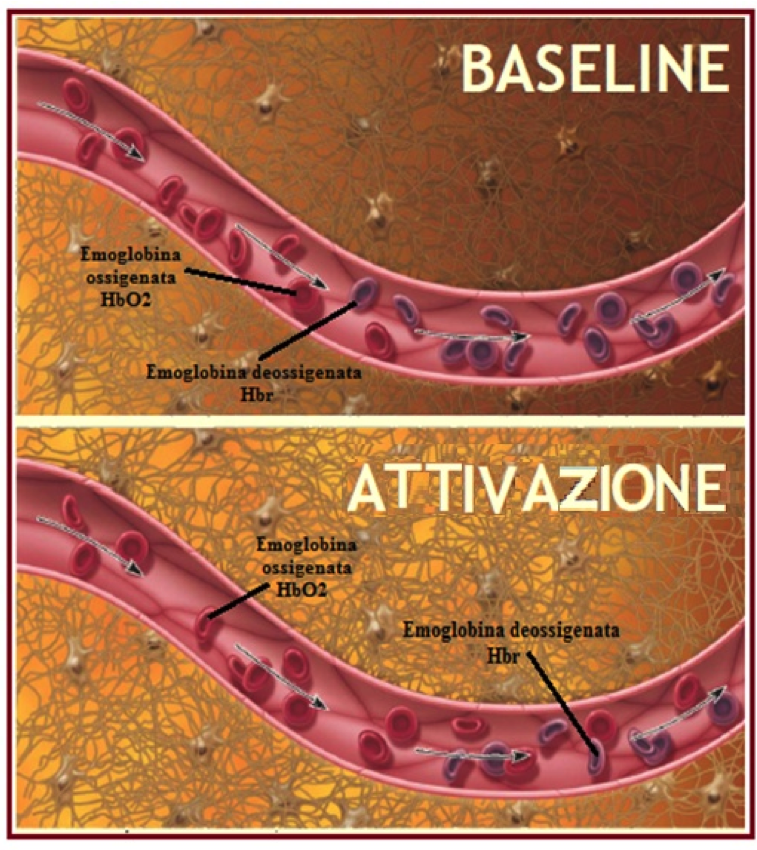 BASELINE
Emoglobina
ossigenata
HbO2
Emoglobina deossigenata
Hbr
ATTIVAZIONE
Emoglobina
ossigenata
HbO2
Emoglobina deossigenata
Hbr